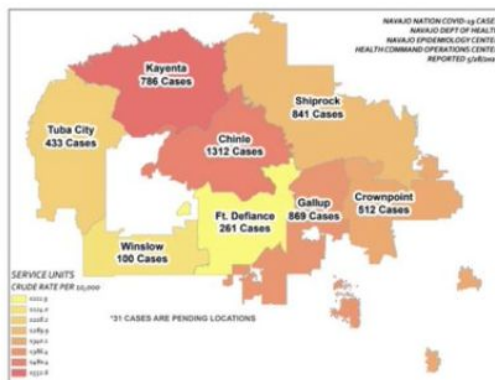 NAVAJO NATION COVID-19 CASES
NAVAJO DEPT OF HEALTH
NAVAJO EPIDEMIOLOGY CENTER
HEALTH COMMAND OPERATIONS CENTER
REPORTED
Kayenta
786 Cases
Shiprock
841 Cases
Tuba City
433 Cases
Chinle
1312 Cases
Gallup
869 Cases
Crownpoint
512 Cases
Ft. Defiance
261 Cases
Winslow
100 Cases
SERVICE UNITS
CRUDE RATE PER 10,000
*31 CASES ARE PENDING LOCATIONS